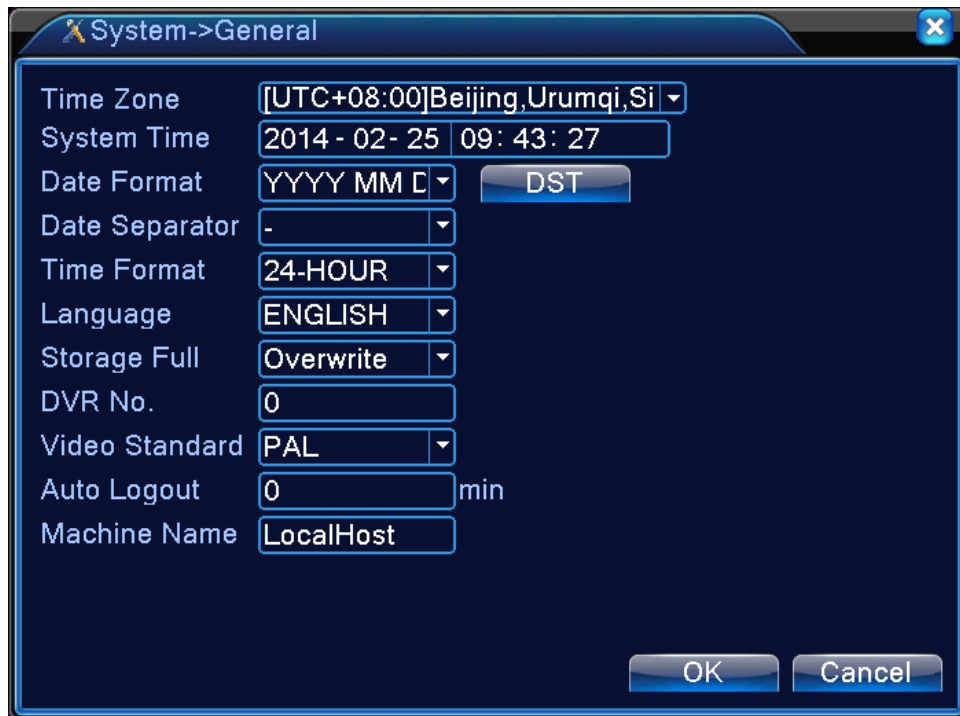 System->General
Time Zone [UTC+08:00]Beijing,Urumqi,Si
System Time 2014 - 02 - 25 09: 43: 27
Date Format YYYY MM D DST
Date Separator -
Time Format 24-HOUR
Language ENGLISH
Storage Full Overwrite
DVR No. 0
Video Standard PAL
Auto Logout 0 min
Machine Name LocalHost
OK Cancel